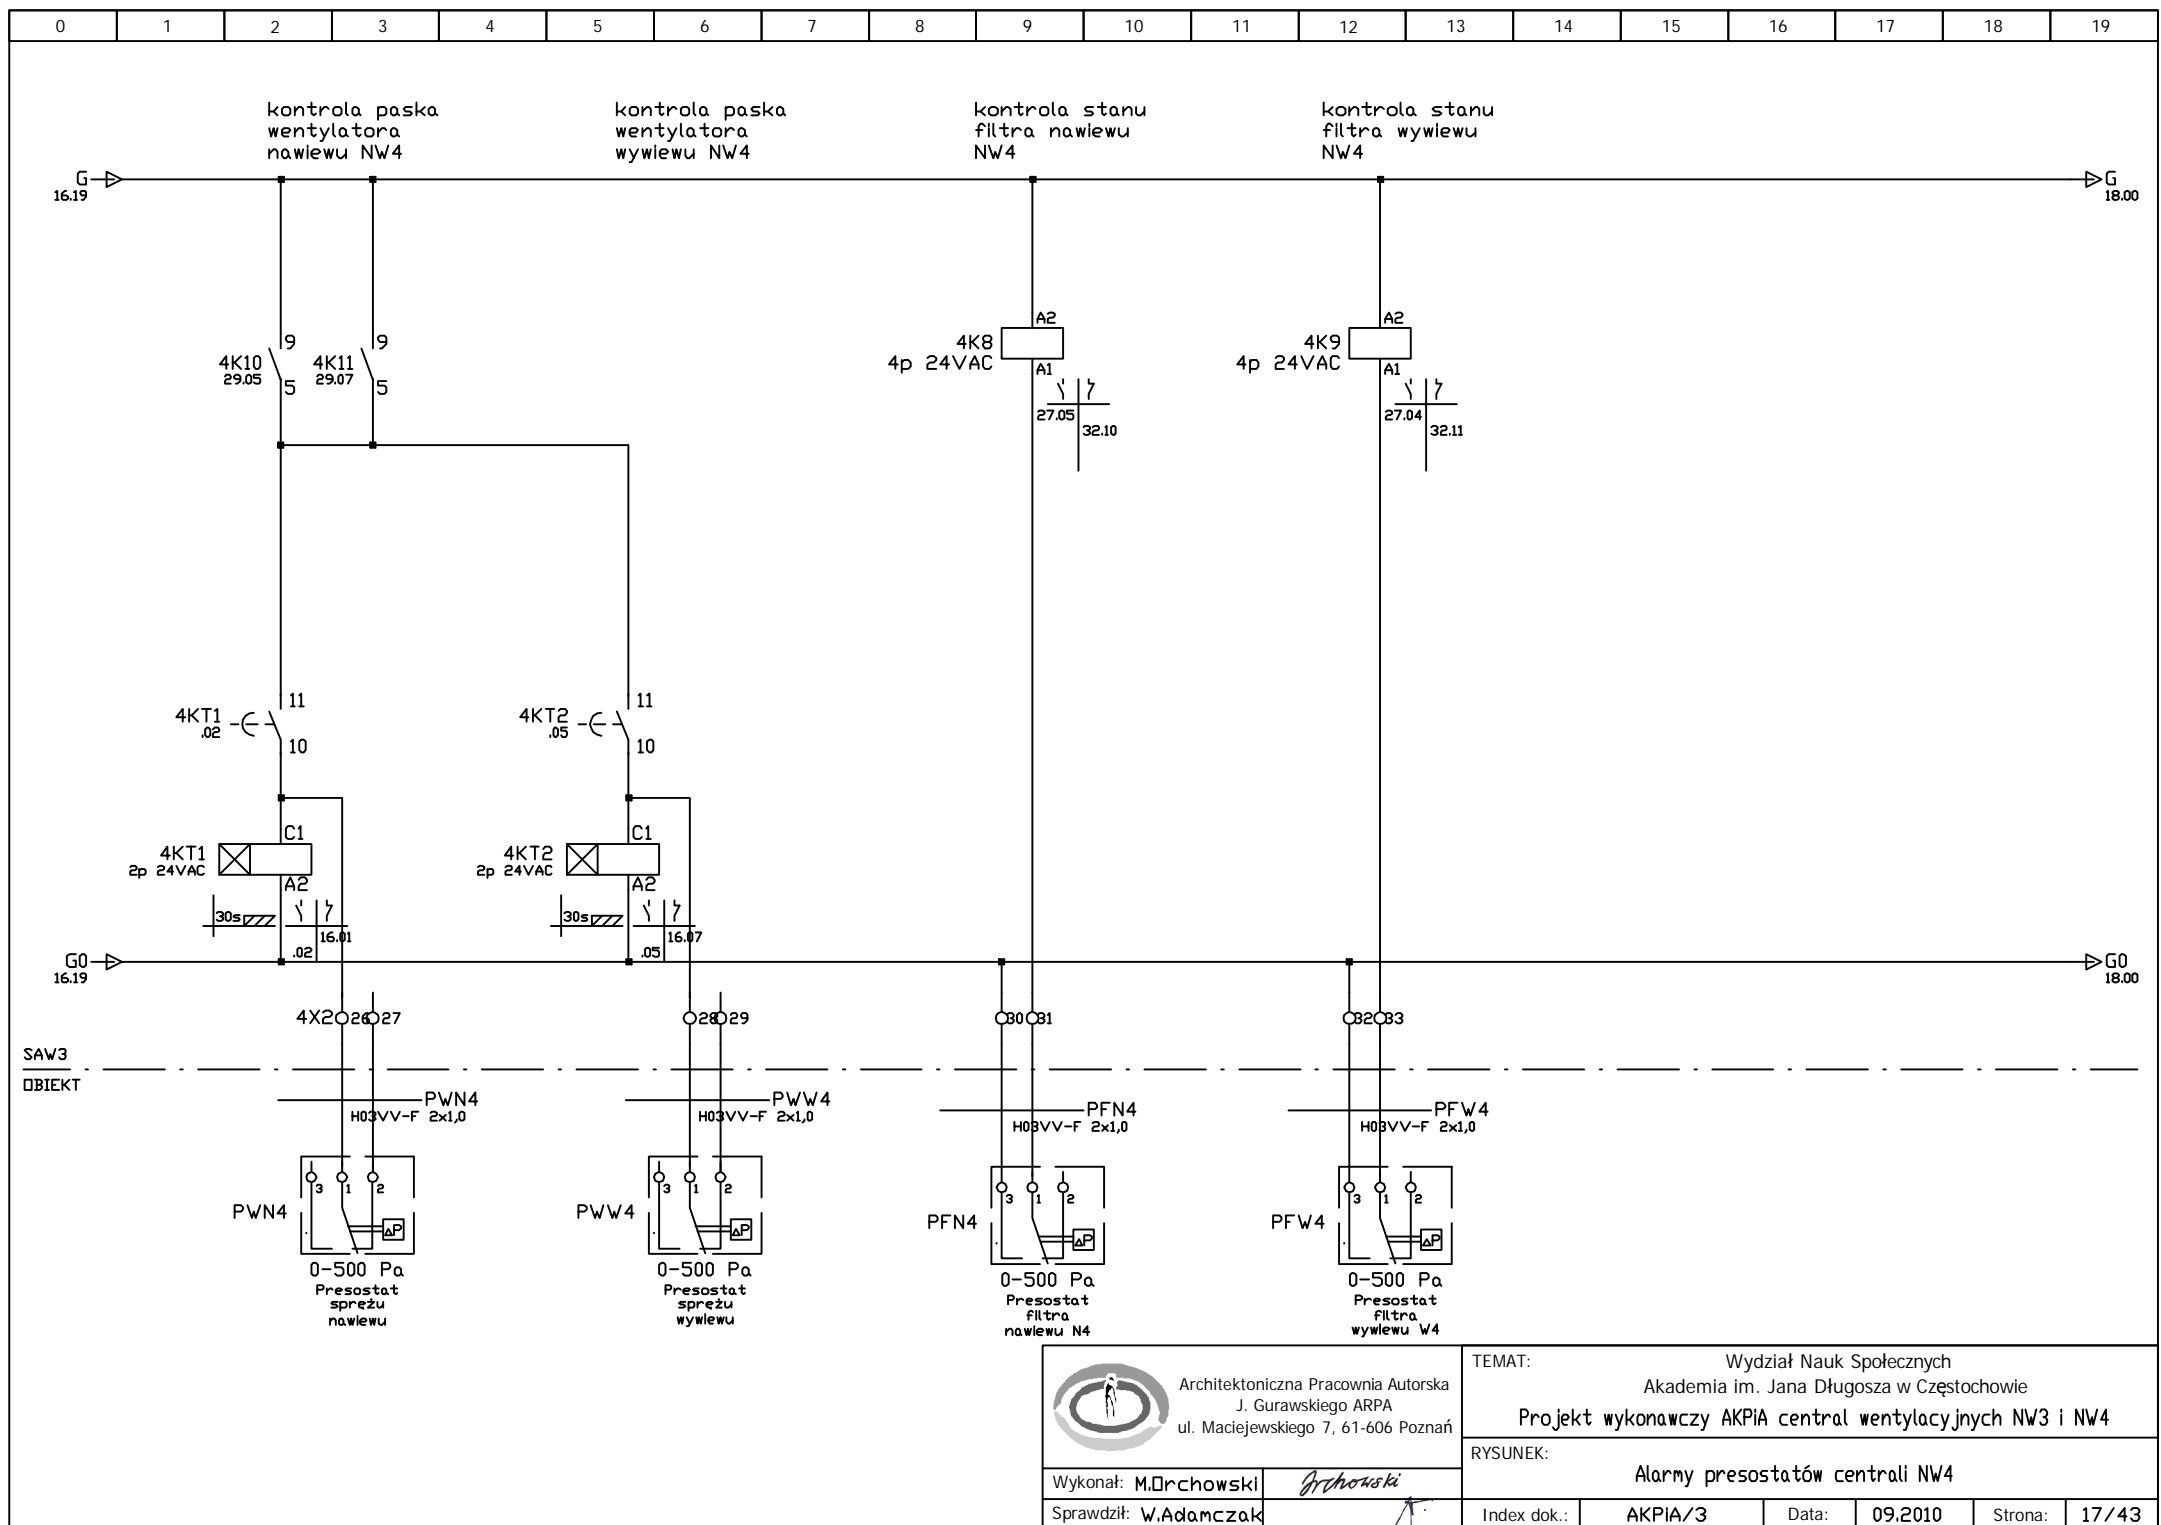 0 1 2 3 4 5 6 7 8 9 10 11 12 13 14 15 16 17 18 19
kontrola paska
wentylatora
nawiewu NW4
kontrola paska
wentylatora
wywiewu NW4
kontrola stanu
filtra nawiewu
NW4
kontrola stanu
filtra wywiewu
NW4
G
16.19
G
18.00
4K10
29.05
9
5
4K11
29.07
9
5
4K8
4p 24VAC
A2
A1
27.05
32.10
4K9
4p 24VAC
A2
A1
27.04
32.11
4KT1
.02
11
10
4KT2
.05
11
10
4KT1
2p 24VAC
C1
A2
30s
16.01
.02
4KT2
2p 24VAC
C1
A2
30s
16.07
.05
G0
16.19
G0
18.00
4X2 26 27 28 29 30 31 32 33
SAW3
OBIEKT
PWN4
H03VV-F 2x1,0
PWW4
H03VV-F 2x1,0
PFN4
H03VV-F 2x1,0
PFW4
H03VV-F 2x1,0
PWN4
3 1 2
ΔP
0-500 Pa
Presostat
sprężu
nawiewu
PWW4
3 1 2
ΔP
0-500 Pa
Presostat
sprężu
wywiewu
PFN4
3 1 2
ΔP
0-500 Pa
Presostat
filtra
nawiewu N4
PFW4
3 1 2
ΔP
0-500 Pa
Presostat
filtra
wywiewu W4
Architektoniczna Pracownia Autorska
J. Gurawskiego ARPA
ul. Maciejewskiego 7, 61-606 Poznań
Wykonał: M.Orchowski Orchowski
Sprawdził: W.Adamczak
TEMAT:
Wydział Nauk Społecznych
Akademia im. Jana Długosza w Częstochowie
Projekt wykonawczy AKPiA central wentylacyjnych NW3 i NW4
RYSUNEK:
Alarmy presostatów centrali NW4
Index dok.: AKPiA/3 Data: 09.2010 Strona: 17/43